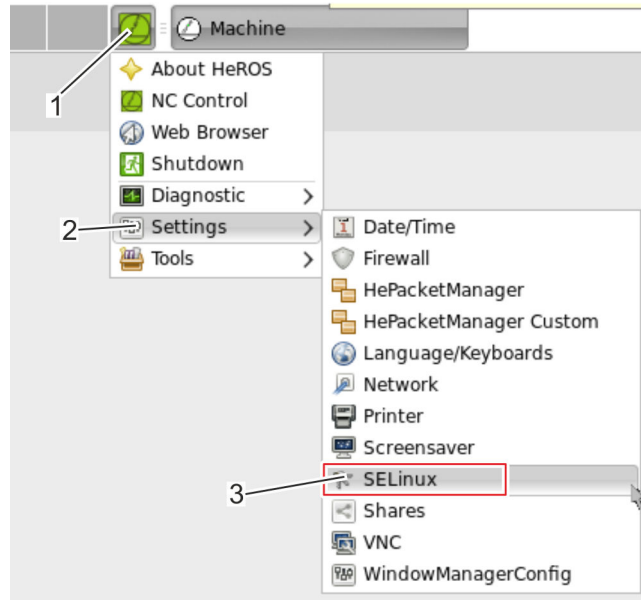 Machine
1
About HeROS
NC Control
Web Browser
Shutdown
Diagnostic
2
Settings
Tools
Date/Time
Firewall
HePacketManager
HePacketManager Custom
Language/Keyboards
Network
Printer
Screensaver
3
SELinux
Shares
VNC
WindowManagerConfig